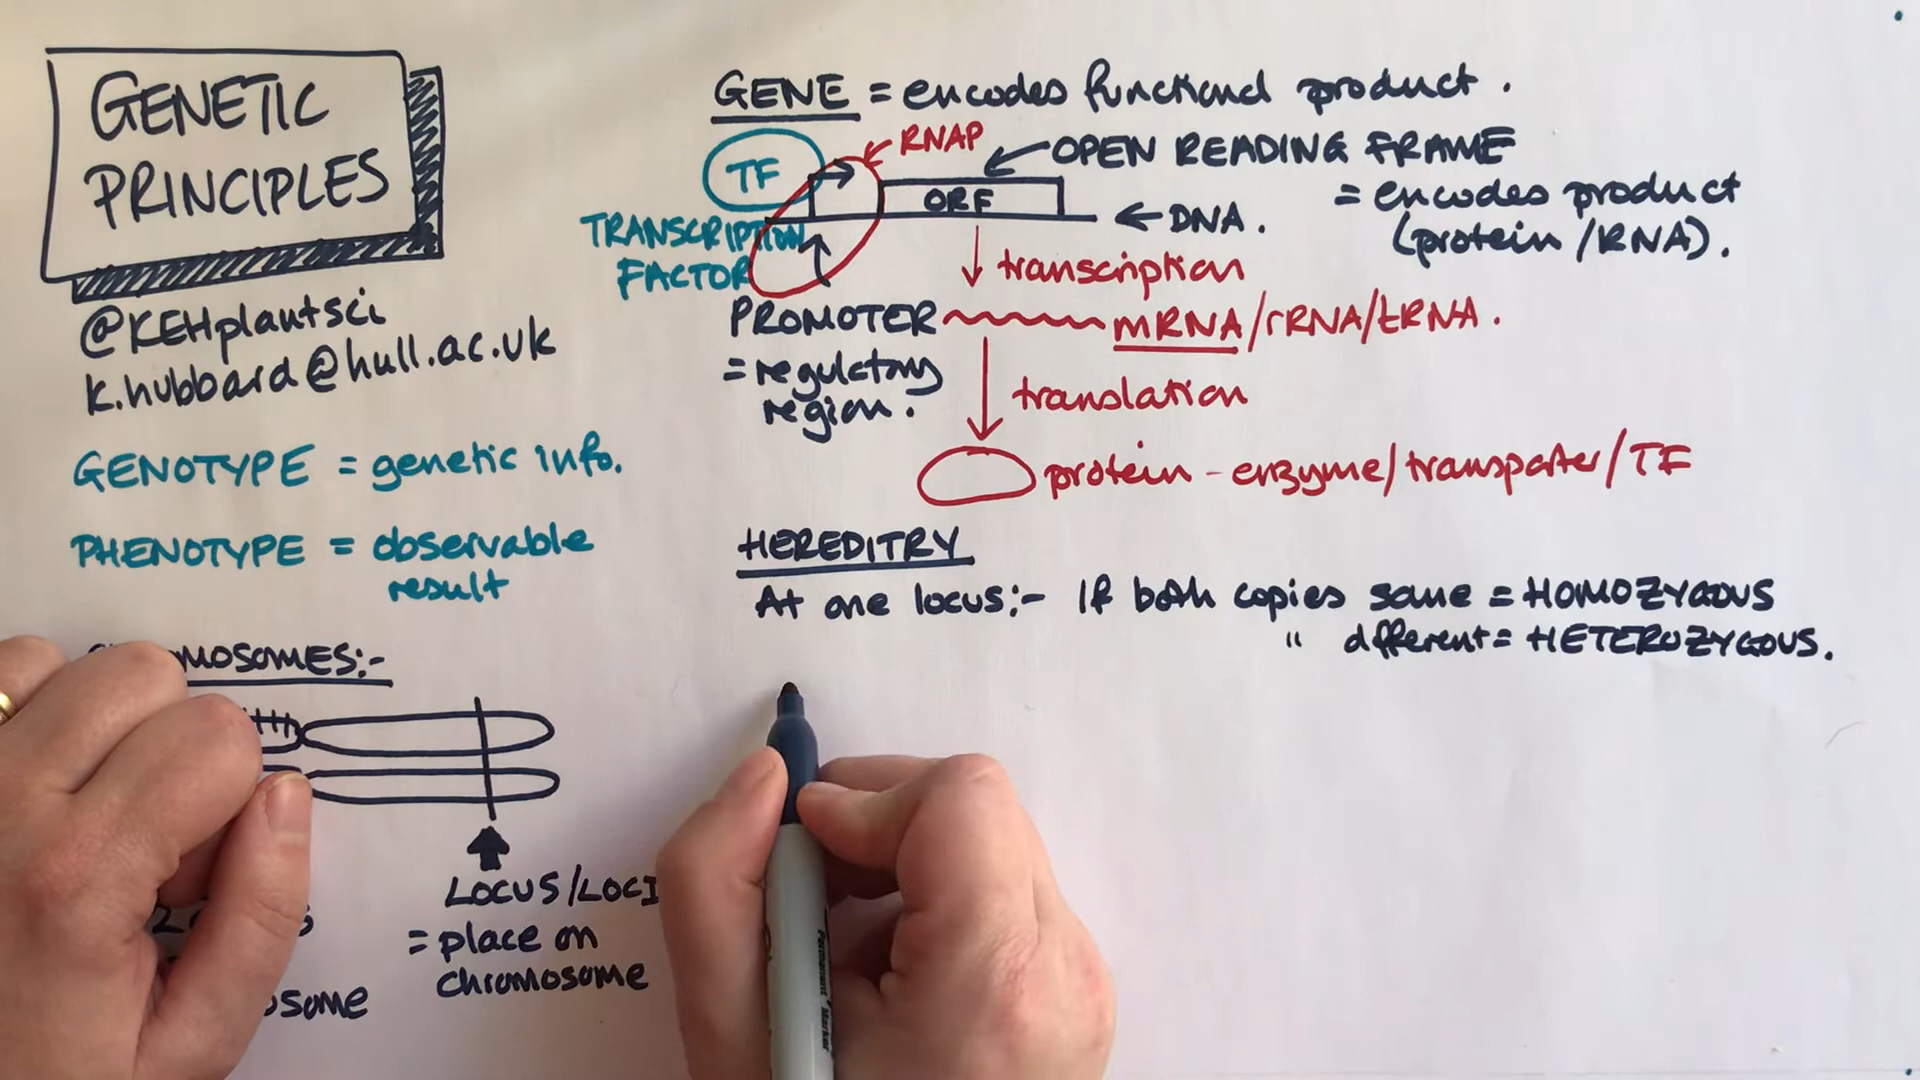 GENETIC
PRINCIPLES
@KEHplantsci
k.hubbard@hull.ac.uk
GENOTYPE = genetic info.
PHENOTYPE = observable
result
MOSOMES:-
LOCUS/LOCI
= place on
chromosome
osome
GENE = encodes functional product.
TF
RNAP
OPEN READING FRAME
= encodes product
(protein/RNA).
ORF
← DNA.
TRANSCRIPTION
FACTOR
transcription
PROMOTER
mRNA/rRNA/tRNA.
= regulatory
region.
translation
protein - enzyme/transporter/TF
HEREDITRY
At one locus:- If both copies same = HOMOZYGOUS
" different = HETEROZYGOUS.
Permanent Marker